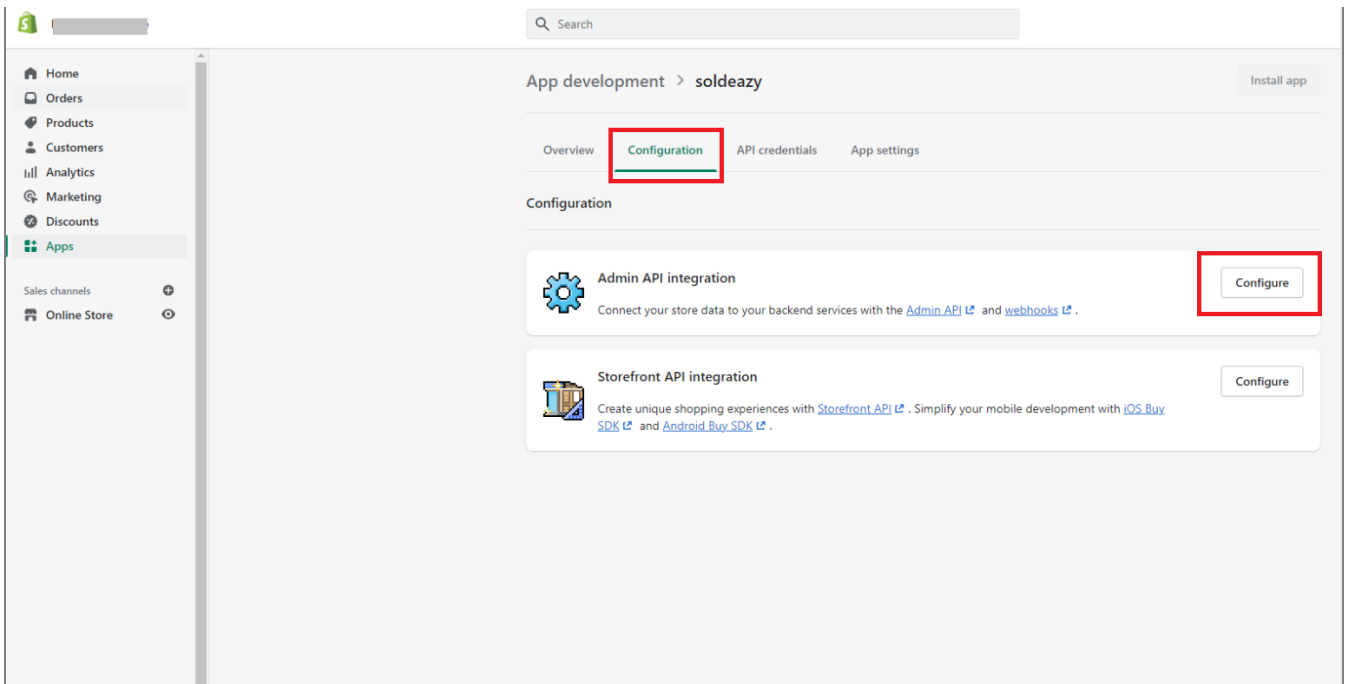 Search
Home
Orders
Products
Customers
Analytics
Marketing
Discounts
Apps
Sales channels
Online Store
App development > soldeazy
Install app
Overview Configuration API credentials App settings
Configuration
Admin API integration
Connect your store data to your backend services with the Admin API and webhooks .
Configure
Storefront API integration
Create unique shopping experiences with Storefront API . Simplify your mobile development with iOS Buy
SDK and Android Buy SDK .
Configure